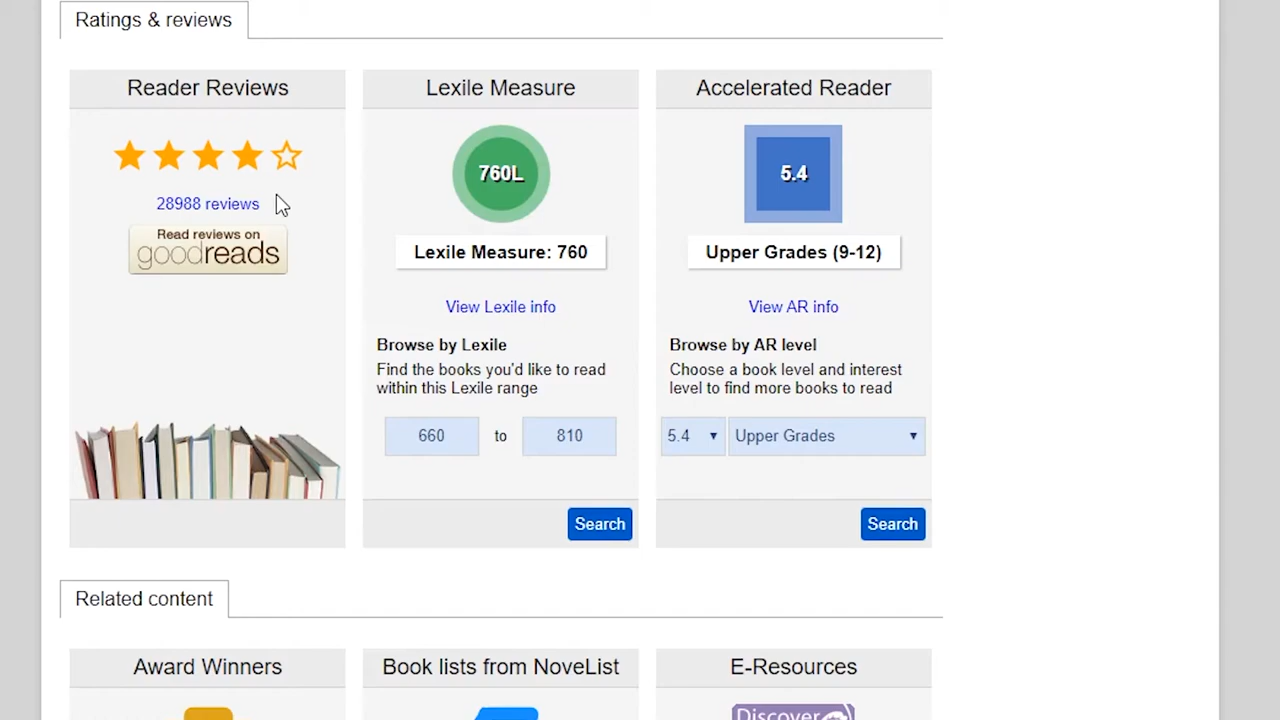 Ratings & reviews
Reader Reviews
28988 reviews
Read reviews on
goodreads
Lexile Measure
760L
Lexile Measure: 760
View Lexile info
Browse by Lexile
Find the books you'd like to read
within this Lexile range
660 to 810
Search
Accelerated Reader
5.4
Upper Grades (9-12)
View AR info
Browse by AR level
Choose a book level and interest
level to find more books to read
5.4 Upper Grades
Search
Related content
Award Winners
Book lists from NoveList
E-Resources
Discover